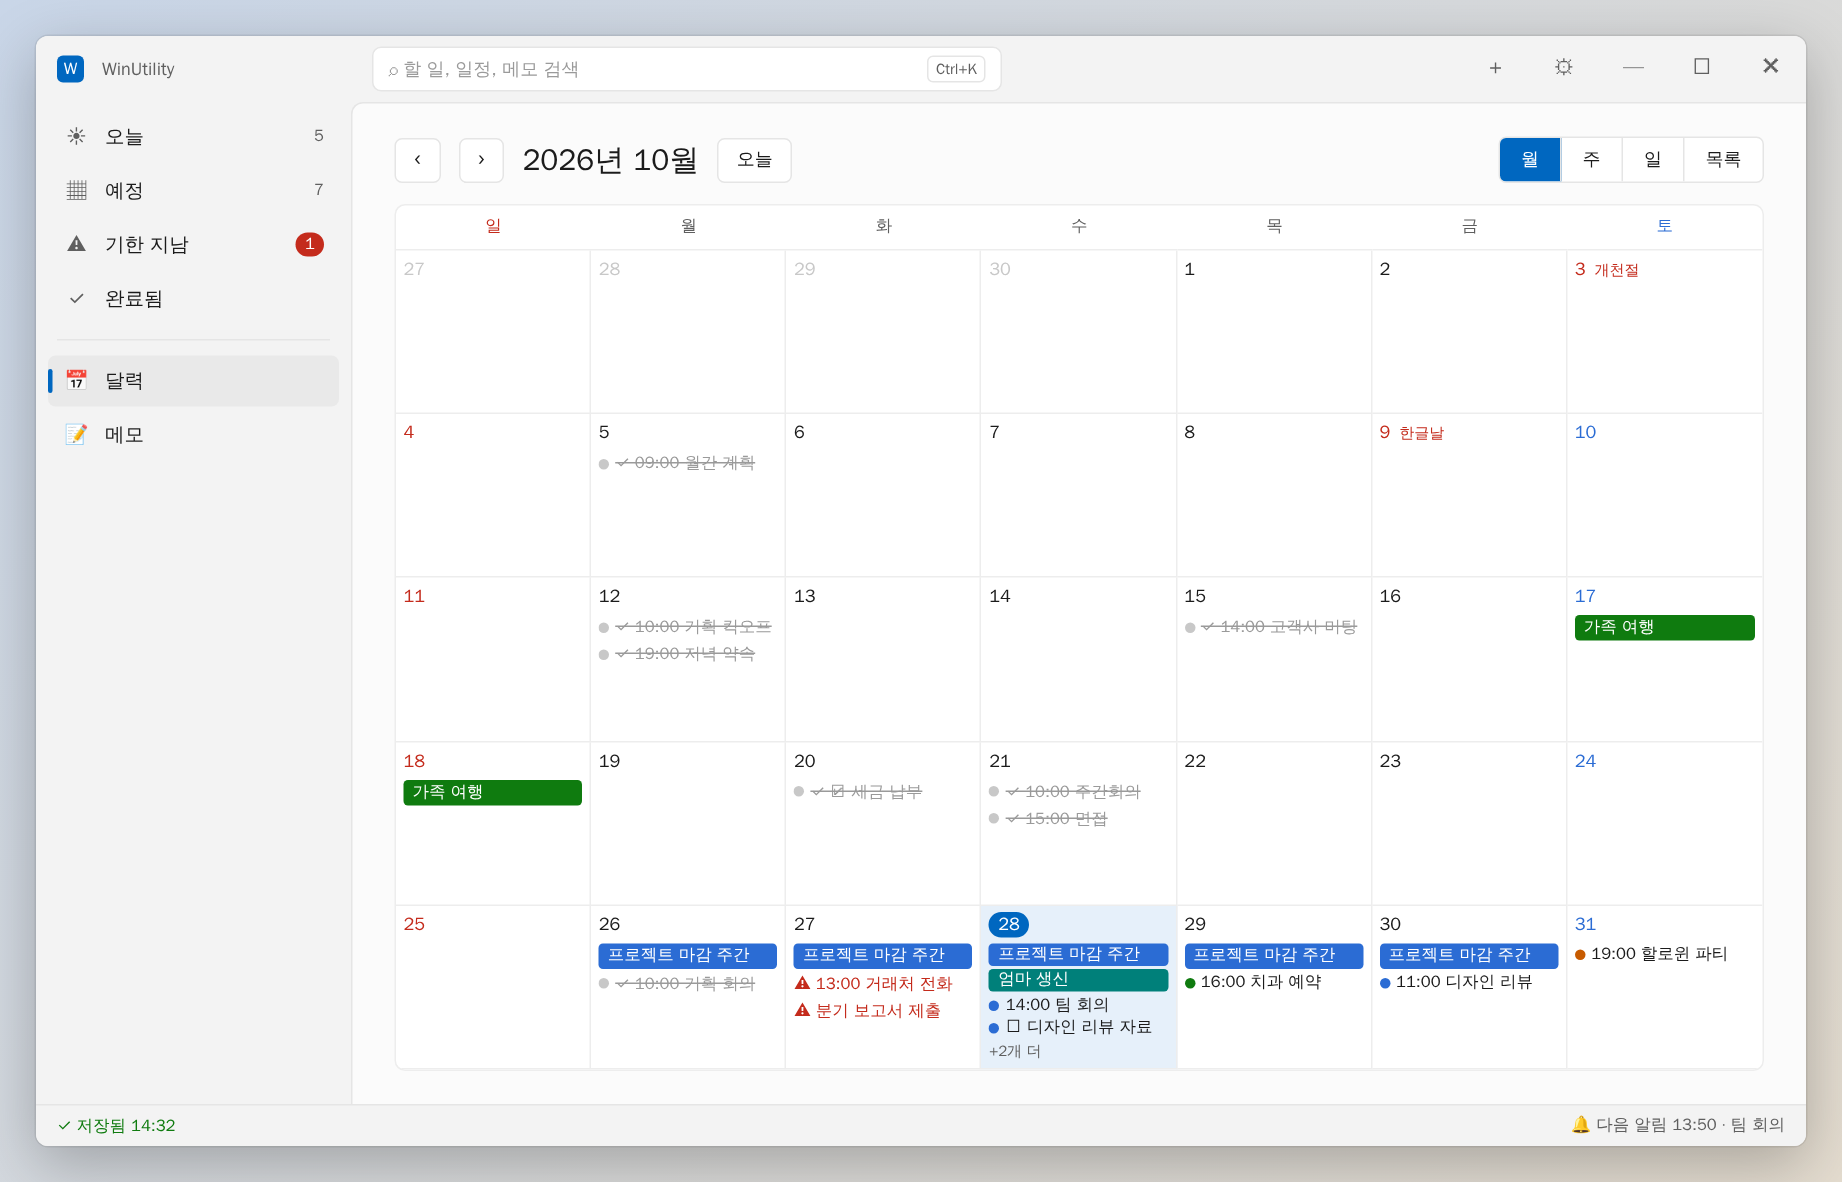 W WinUtility
할 일, 일정, 메모 검색 Ctrl+K
오늘 5
예정 7
기한 지남 1
완료됨
달력
메모
2026년 10월 오늘
월 주 일 목록
일 월 화 수 목 금 토
27 28 29 30 1 2 3 개천절
4 5 6 7 8 9 한글날 10
✓ 09:00 월간 계획
11 12 13 14 15 16 17
✓ 10:00 기획 킥오프 ✓ 14:00 고객사 미팅 가족 여행
✓ 19:00 저녁 약속
18 19 20 21 22 23 24
가족 여행 ✓ ☑ 세금 납부 ✓ 10:00 주간회의
✓ 15:00 면접
25 26 27 28 29 30 31
프로젝트 마감 주간 프로젝트 마감 주간 프로젝트 마감 주간 프로젝트 마감 주간 프로젝트 마감 주간 19:00 할로윈 파티
✓ 10:00 기획 회의 13:00 거래처 전화 엄마 생신 16:00 치과 예약 11:00 디자인 리뷰
분기 보고서 제출 14:00 팀 회의
☐ 디자인 리뷰 자료
+2개 더
✓ 저장됨 14:32 다음 알림 13:50 · 팀 회의